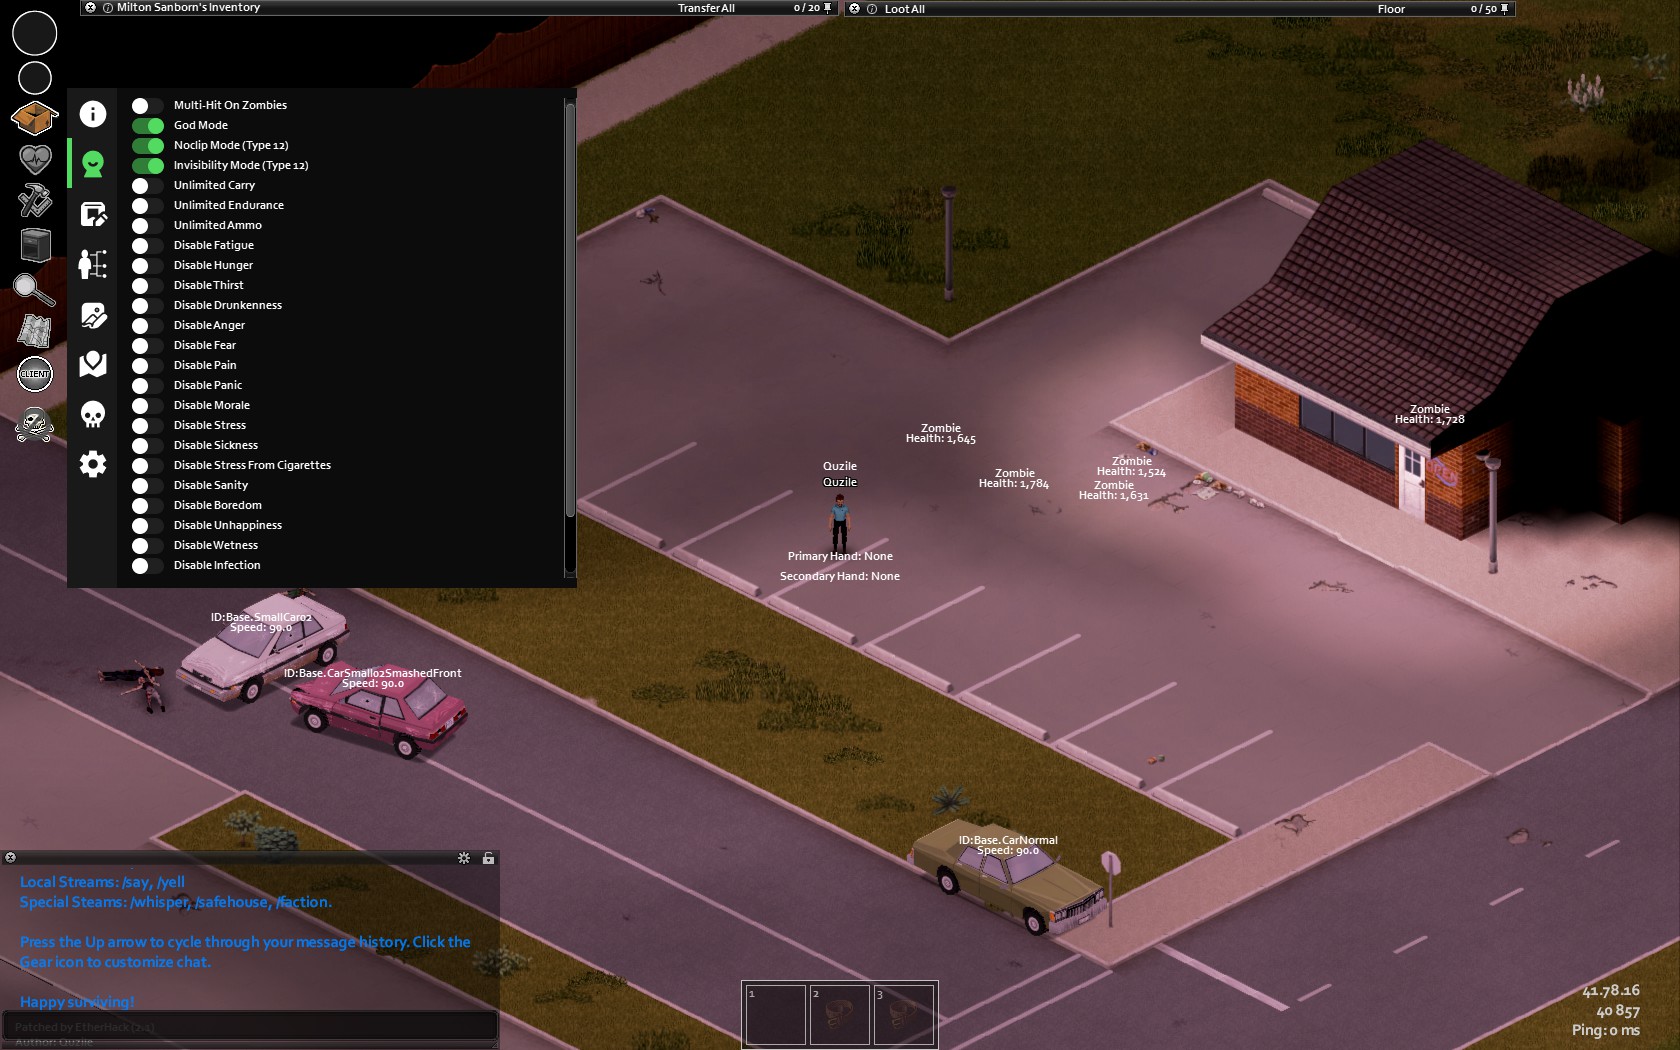 Milton Sanborn's Inventory
Transfer All
0 / 20
Loot All
Floor
0 / 50
Multi-Hit On Zombies
God Mode
Noclip Mode (Type 12)
Invisibility Mode (Type 12)
Unlimited Carry
Unlimited Endurance
Unlimited Ammo
Disable Fatigue
Disable Hunger
Disable Thirst
Disable Drunkenness
Disable Anger
Disable Fear
Disable Pain
Disable Panic
Disable Morale
Disable Stress
Disable Sickness
Disable Stress From Cigarettes
Disable Sanity
Disable Boredom
Disable Unhappiness
Disable Wetness
Disable Infection
CLIENT
Zombie
Health: 1,728
Zombie
Health: 1,645
Zombie
Health: 1,524
Zombie
Health: 1,784
Zombie
Health: 1,631
Quzile
Quzile
Primary Hand: None
Secondary Hand: None
ID:Base.SmallCar02
Speed: 90.0
ID:Base.CarSmall02SmashedFront
Speed: 90.0
ID:Base.CarNormal
Speed: 90.0
Local Streams: /say, /yell
Special Steams: /whisper, /safehouse, /faction.
Press the Up arrow to cycle through your message history. Click the
Gear icon to customize chat.
Happy surviving!
Patched by EtherHack (2.1)
Author: Quzile
1
2
3
41.78.16
40 857
Ping: 0 ms